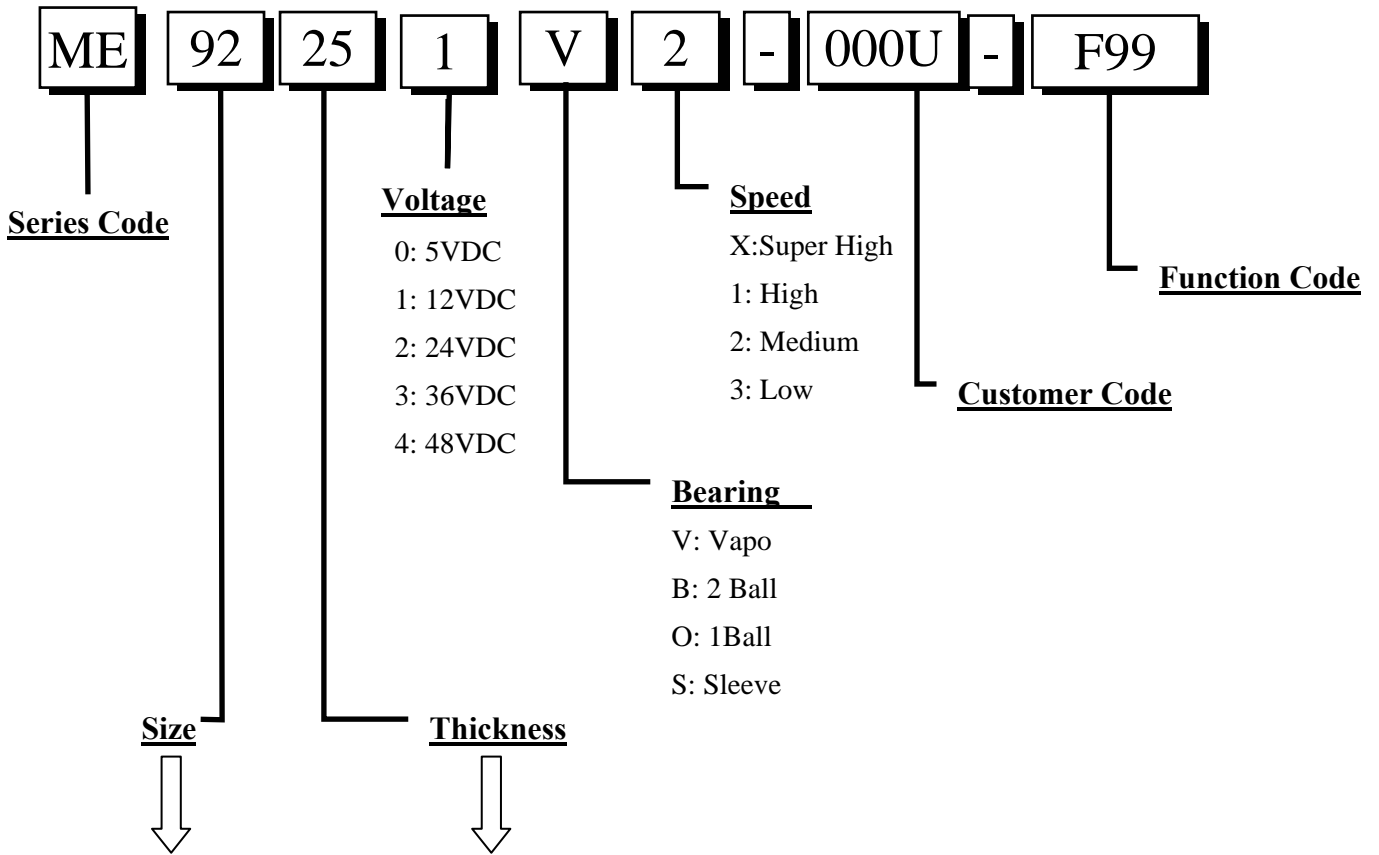 ME 92 25 1 V 2 - 000U - F99
Series Code
Voltage
0: 5VDC
1: 12VDC
2: 24VDC
3: 36VDC
4: 48VDC
Speed
X:Super High
1: High
2: Medium
3: Low
Function Code
Customer Code
Bearing
V: Vapo
B: 2 Ball
O: 1Ball
S: Sleeve
Size
Thickness